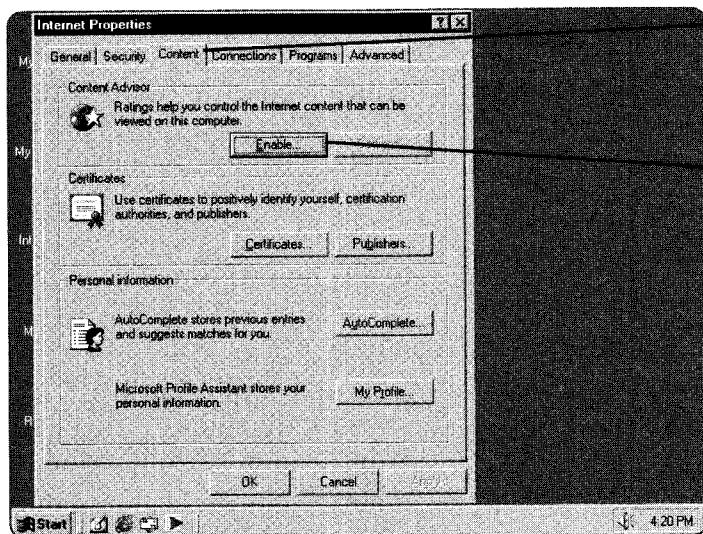 Internet Properties
My
General Security Content Connections Programs Advanced
Content Advisor
Ratings help you control the Internet content that can be
viewed on this computer.
Enable...
My
Certificates
Use certificates to positively identify yourself, certification
authorities, and publishers.
Int
Certificates... Publishers...
Personal information
M
AutoComplete stores previous entries
and suggests matches for you.
AutoComplete...
Microsoft Profile Assistant stores your
personal information.
My Profile...
R
OK Cancel Apply
Start 4:20 PM